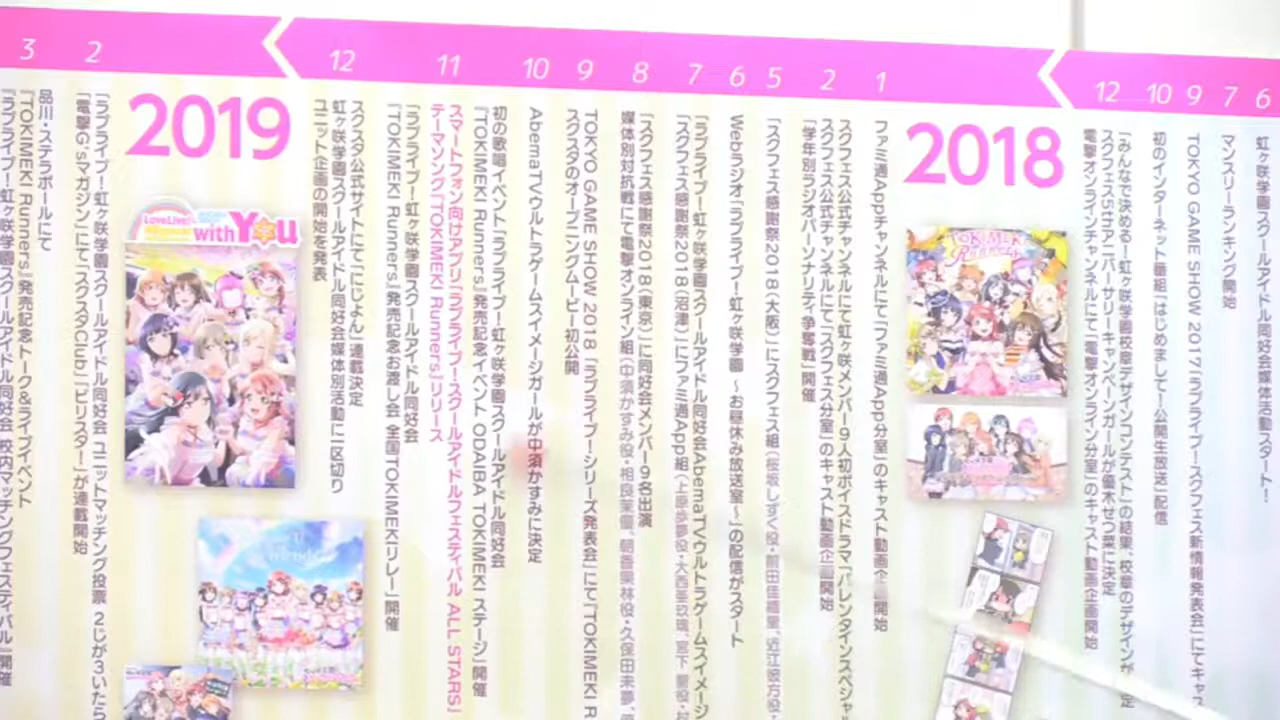 6
虹ヶ咲学園スクールアイドル同好会媒体活動スタート!
7
マンスリーランキング開始
9
TOKYO GAME SHOW 2017「ラブライブ!スクフェス新情報発表会」にてキャス
10
初のインターネット番組「はじめまして!公開生放送」配信
12
「みんなで決める!虹ヶ咲学園校章デザインコンテスト」の結果、校章のデザインが 定
スクフェス5thアニバーサリーキャンペーンガールが優木せつ菜に決定
電撃オンラインチャンネルにて「電撃オンライン分室」のキャスト動画企画開始
2018
TOKIMEKI Runners
1
ファミ通Appチャンネルにて「ファミ通App分室」のキャスト動画企 開始
2
スクフェス公式チャンネルにて虹ヶ咲メンバー9人初ボイスドラマ「バレンタインスペシャ
スクフェス公式チャンネルにて「スクフェス分室」のキャスト動画企画開始
「学年別ラジオパーソナリティ争奪戦」開催
5
「スクフェス感謝祭2018(大阪)」にスクフェス組
6
Webラジオ「ラブライブ!虹ヶ咲学園 ～お昼休み放送室～」の配信がスタート
7
「ラブライブ!虹ヶ咲学園スクールアイドル同好会AbemaTVウルトラゲームスイメージ
「スクフェス感謝祭2018(沼津)」にファミ通App組
8
「スクフェス感謝祭2018(東京)」に同好会メンバー9名出演
媒体別対抗戦にて電撃オンライン組(中須かすみ役・相良茉優、朝香果林役・久保田未夢、
9
TOKYO GAME SHOW 2018「ラブライブ!シリーズ発表会」にて「TOKIMEKI R
スクスタのオープニングムービー初公開
10
AbemaTVウルトラゲームスイメージガールが中須かすみに決定
11
初の歌唱イベント「ラブライブ!虹ヶ咲学園スクールアイドル同好会
『TOKIMEKI Runners』発売記念イベント ODAIBA TOKIMEKI ステージ」開催
スマートフォン向けアプリ「ラブライブ!スクールアイドルフェスティバル ALL STARS」
テーマソング『TOKIMEKI Runners』リリース
「ラブライブ!虹ヶ咲学園スクールアイドル同好会
『TOKIMEKI Runners』発売記念お渡し会 全国TOKIMEKIリレー」開催
12
スクスタ公式サイトにて「にじよん」連載決定
虹ヶ咲学園スクールアイドル同好会媒体別活動に一区切り
ユニット企画の開始を発表
2019
LoveLive!
with You
2
「ラブライブ!虹ヶ咲学園スクールアイドル同好会 ユニットマッチング投票 2じが3いたら
「電撃G'sマガジン」にて「スクスタClub」「ビリスター」が連載開始
3
品川・ステラボールにて
『TOKIMEKI Runners』発売記念トーク&ライブイベント
「ラブライブ!虹ヶ咲学園スクールアイドル同好会 校内マッチングフェスティバル」開催